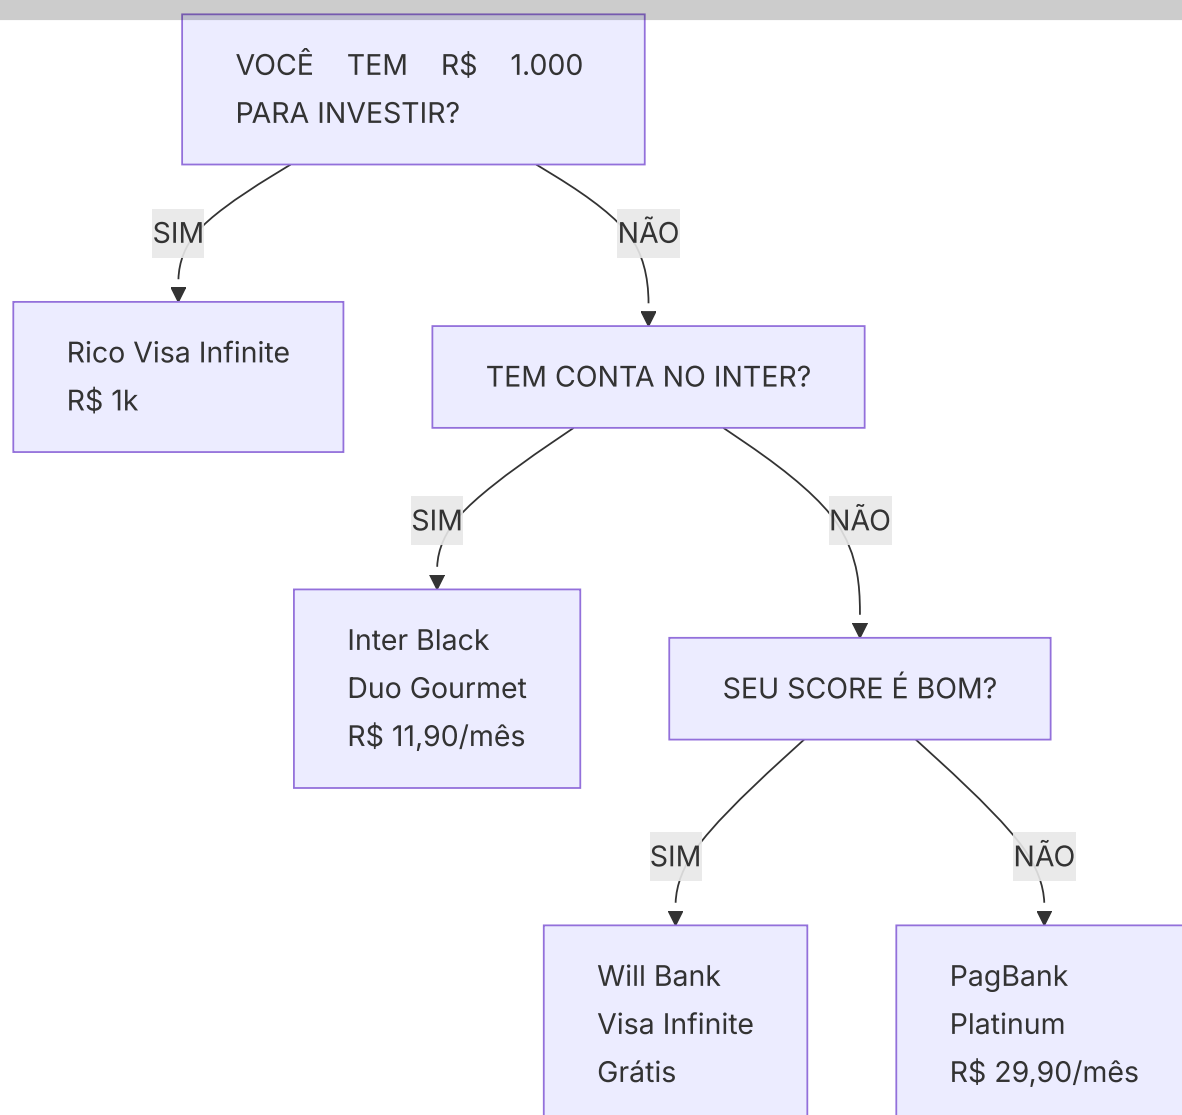 VOCÊ TEM R$ 1.000
PARA INVESTIR?
SIM
NÃO
Rico Visa Infinite
R$ 1k
TEM CONTA NO INTER?
SIM
NÃO
Inter Black
Duo Gourmet
R$ 11,90/mês
SEU SCORE É BOM?
SIM
NÃO
Will Bank
Visa Infinite
Grátis
PagBank
Platinum
R$ 29,90/mês